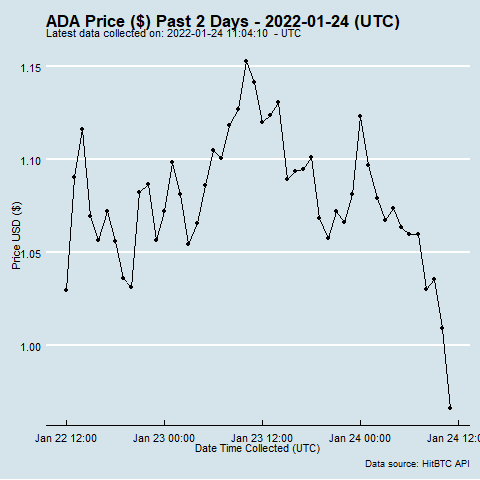 ADA Price ($) Past 2 Days - 2022-01-24 (UTC)
Latest data collected on: 2022-01-24 11:04:10 - UTC
1.15
1.10
1.05
1.00
Price USD ($)
Jan 22 12:00 Jan 23 00:00 Jan 23 12:00 Jan 24 00:00 Jan 24 12:0
Date Time Collected (UTC)
Data source: HitBTC API